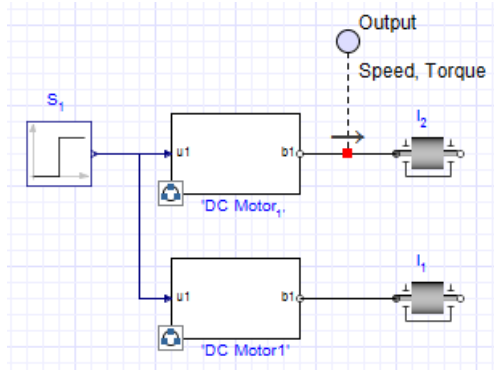 Output
Speed, Torque
S₁
I₂
u1
b1
'DC Motor₁'
I₁
u1
b1
'DC Motor1'